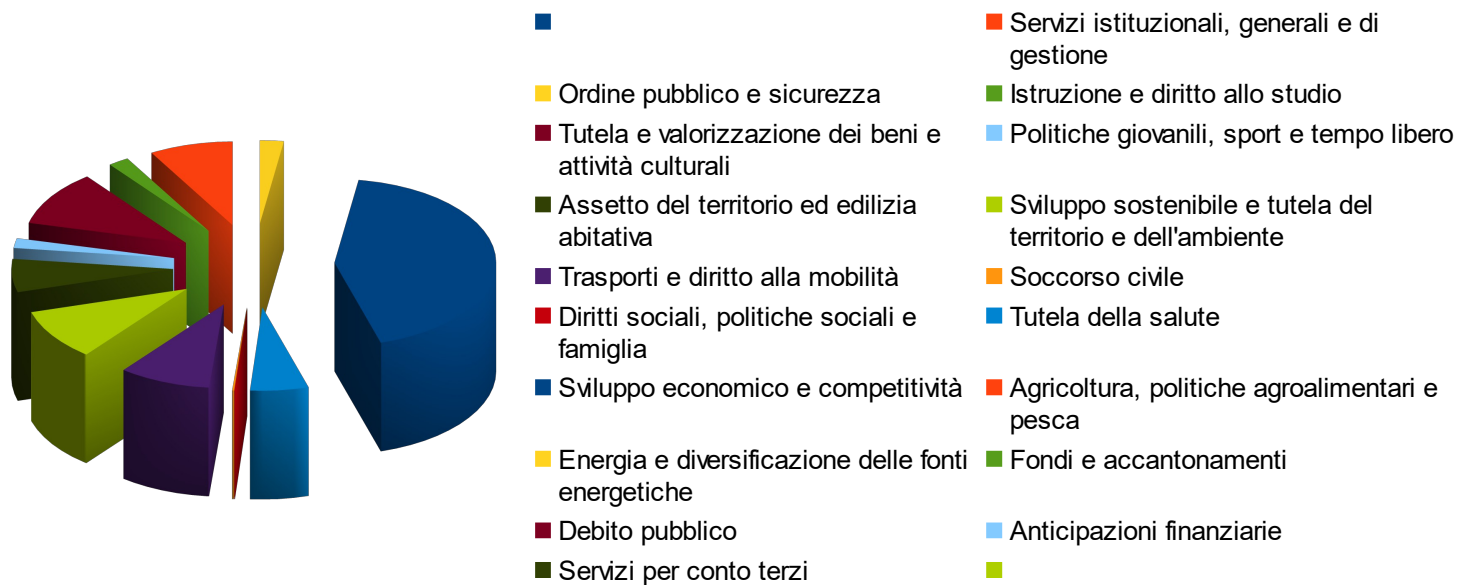 Servizi istituzionali, generali e di
gestione
Ordine pubblico e sicurezza
Istruzione e diritto allo studio
Tutela e valorizzazione dei beni e
attività culturali
Politiche giovanili, sport e tempo libero
Assetto del territorio ed edilizia
abitativa
Sviluppo sostenibile e tutela del
territorio e dell'ambiente
Trasporti e diritto alla mobilità
Soccorso civile
Diritti sociali, politiche sociali e
famiglia
Tutela della salute
Sviluppo economico e competitività
Agricoltura, politiche agroalimentari e
pesca
Energia e diversificazione delle fonti
energetiche
Fondi e accantonamenti
Debito pubblico
Anticipazioni finanziarie
Servizi per conto terzi